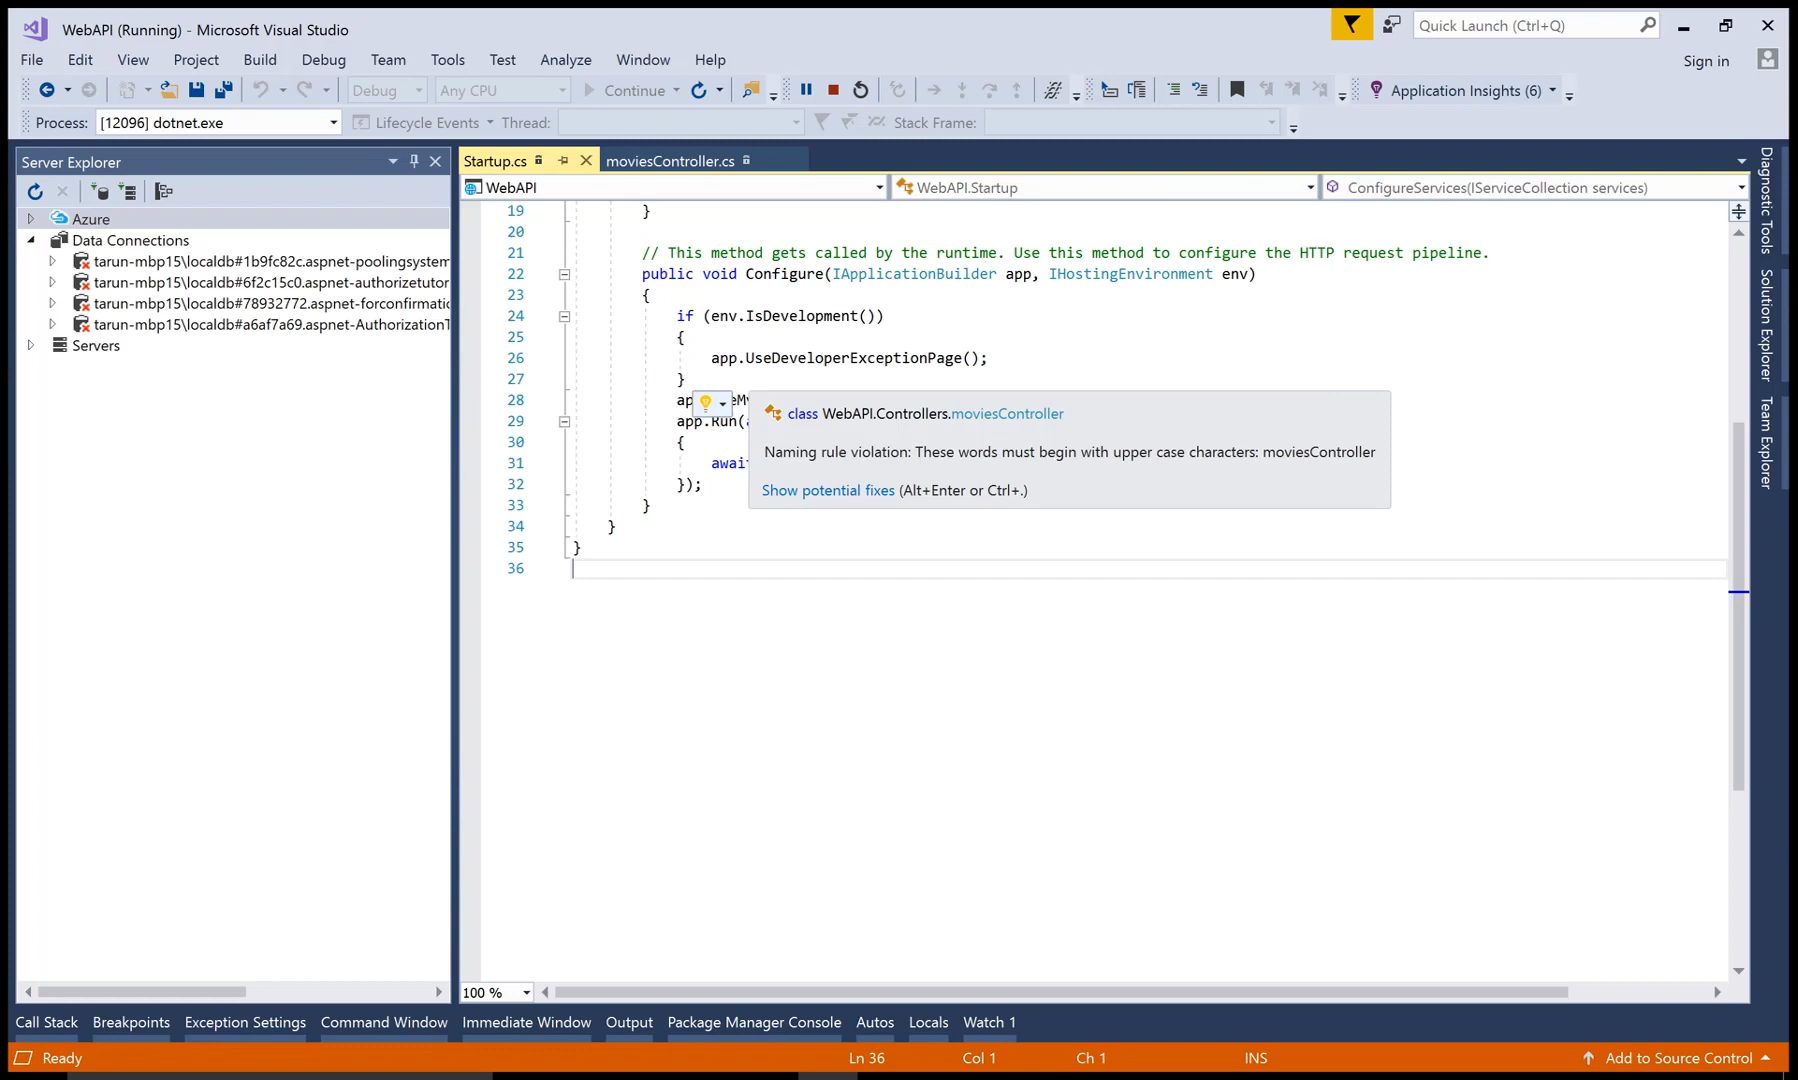 WebAPI (Running) - Microsoft Visual Studio
Quick Launch (Ctrl+Q)
File Edit View Project Build Debug Team Tools Test Analyze Window Help
Sign in
Debug Any CPU Continue Application Insights (6)
Process: [12096] dotnet.exe Lifecycle Events Thread: Stack Frame:
Server Explorer
Azure
Data Connections
tarun-mbp15\localdb#1b9fc82c.aspnet-poolingsystem
tarun-mbp15\localdb#6f2c15c0.aspnet-authorizetutor
tarun-mbp15\localdb#78932772.aspnet-forconfirmatic
tarun-mbp15\localdb#a6af7a69.aspnet-AuthorizationT
Servers
Startup.cs moviesController.cs
WebAPI WebAPI.Startup ConfigureServices(IServiceCollection services)
19 }
20
21 // This method gets called by the runtime. Use this method to configure the HTTP request pipeline.
22 public void Configure(IApplicationBuilder app, IHostingEnvironment env)
23 {
24 if (env.IsDevelopment())
25 {
26 app.UseDeveloperExceptionPage();
27 }
28
29 app.Run(
30 {
31 await
32 });
33 }
34 }
35 }
36
class WebAPI.Controllers.moviesController
Naming rule violation: These words must begin with upper case characters: moviesController
Show potential fixes (Alt+Enter or Ctrl+.)
Diagnostic Tools
Solution Explorer
Team Explorer
100 %
Call Stack Breakpoints Exception Settings Command Window Immediate Window Output Package Manager Console Autos Locals Watch 1
Ready Ln 36 Col 1 Ch 1 INS Add to Source Control